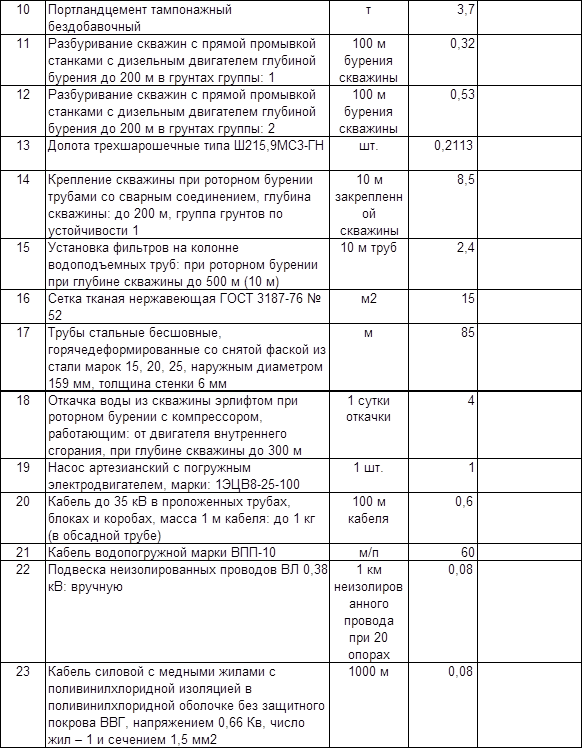 10 Портландцемент тампонажный т 3,7
бездобавочный
11 Разбуривание скважин с прямой промывкой 100 м 0,32
станками с дизельным двигателем глубиной бурения
бурения до 200 м в грунтах группы: 1 скважины
12 Разбуривание скважин с прямой промывкой 100 м 0,53
станками с дизельным двигателем глубиной бурения
бурения до 200 м в грунтах группы: 2 скважины
13 Долота трехшарошечные типа Ш215,9МСЗ-ГН шт. 0,2113
14 Крепление скважины при роторном бурении 10 м 8,5
трубами со сварным соединением, глубина закрепленн
скважины: до 200 м, группа грунтов по ой
устойчивости 1 скважины
15 Установка фильтров на колонне 10 м труб 2,4
водоподъемных труб: при роторном бурении
при глубине скважины до 500 м (10 м)
16 Сетка тканая нержавеющая ГОСТ 3187-76 № м2 15
52
17 Трубы стальные бесшовные, м 85
горячедеформированные со снятой фаской из
стали марок 15, 20, 25, наружным диаметром
159 мм, толщина стенки 6 мм
18 Откачка воды из скважины эрлифтом при 1 сутки 4
роторном бурении с компрессором, откачки
работающим: от двигателя внутреннего
сгорания, при глубине скважины до 300 м
19 Насос артезианский с погружным 1 шт. 1
электродвигателем, марки: 1ЭЦВ8-25-100
20 Кабель до 35 кВ в проложенных трубах, 100 м 0,6
блоках и коробах, масса 1 м кабеля: до 1 кг кабеля
(в обсадной трубе)
21 Кабель водопогружной марки ВПП-10 м/п 60
22 Подвеска неизолированных проводов ВЛ 0,38 1 км 0,08
кВ: вручную неизолиров
анного
провода
при 20
опорах
23 Кабель силовой с медными жилами с 1000 м 0,08
поливинилхлоридной изоляцией в
поливинилхлоридной оболочке без защитного
покрова ВВГ, напряжением 0,66 Кв, число
жил – 1 и сечением 1,5 мм2